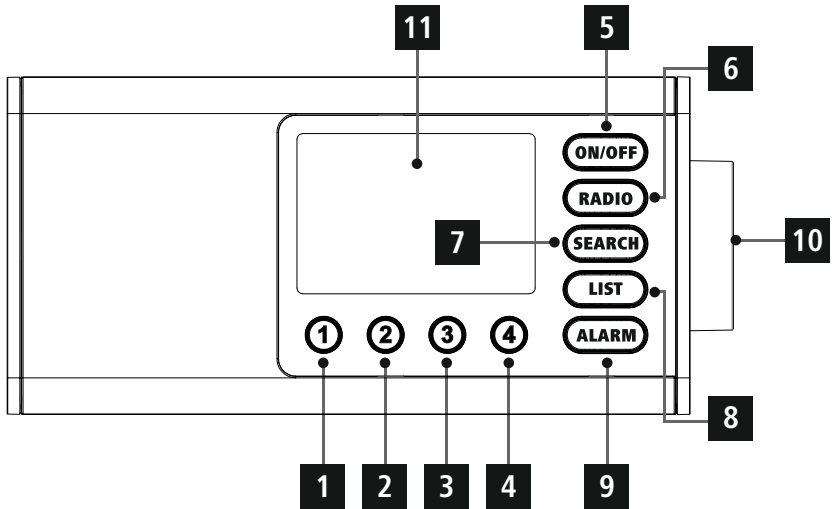 11
5
6
ON/OFF
RADIO
7
SEARCH
10
LIST
1 2 3 4
ALARM
8
1 2 3 4 9